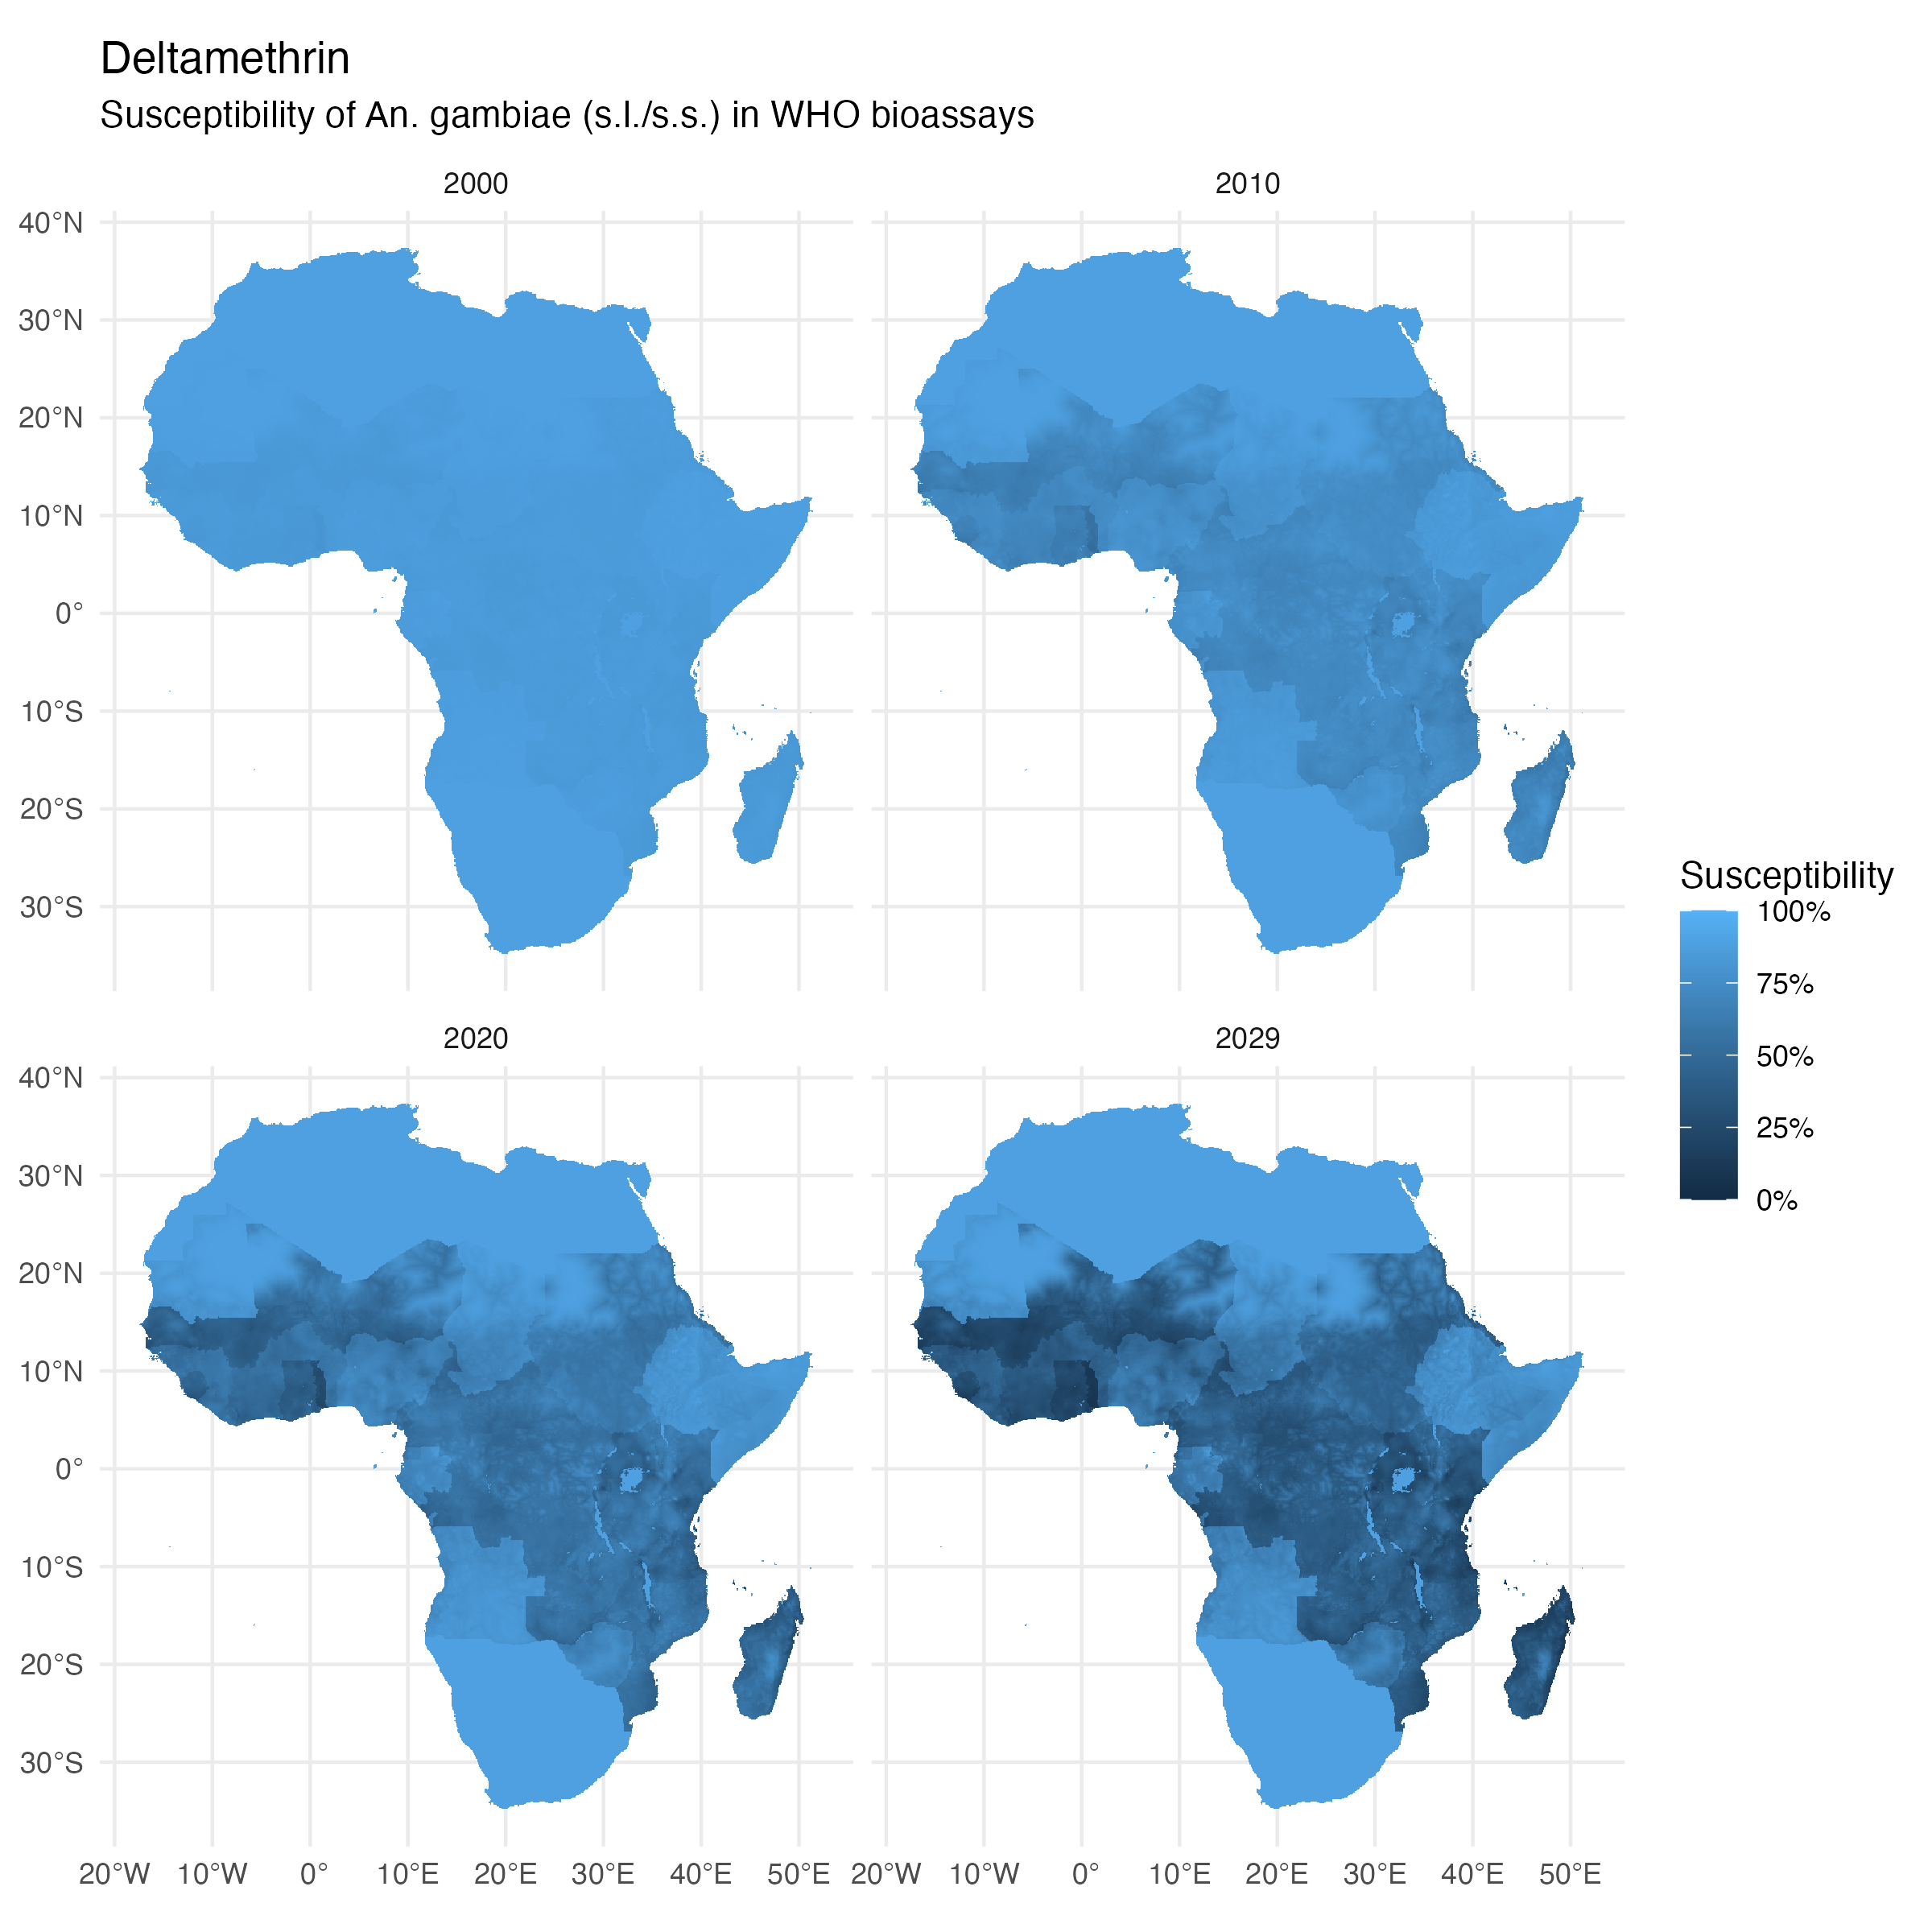 Deltamethrin
Susceptibility of An. gambiae (s.l./s.s.) in WHO bioassays
2000 2010
40°N
30°N
20°N
10°N
0°
10°S
20°S
30°S
Susceptibility
100%
75%
50%
25%
0%
2020 2029
40°N
30°N
20°N
10°N
0°
10°S
20°S
30°S
20°W 10°W 0° 10°E 20°E 30°E 40°E 50°E 20°W 10°W 0° 10°E 20°E 30°E 40°E 50°E